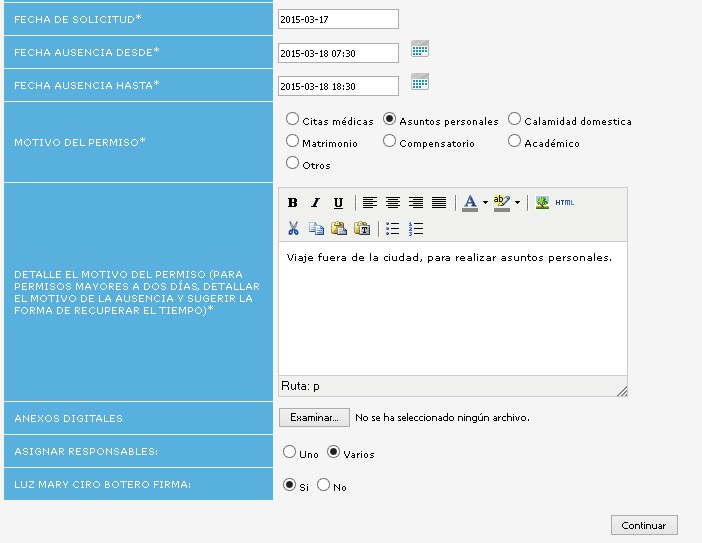 FECHA DE SOLICITUD*
2015-03-17
FECHA AUSENCIA DESDE*
2015-03-18 07:30
FECHA AUSENCIA HASTA*
2015-03-18 18:30
MOTIVO DEL PERMISO*
Citas médicas Asuntos personales Calamidad domestica
Matrimonio Compensatorio Académico
Otros
B I U A ab HTML
T
DETALLE EL MOTIVO DEL PERMISO (PARA
PERMISOS MAYORES A DOS DÍAS, DETALLAR
EL MOTIVO DE LA AUSENCIA Y SUGERIR LA
FORMA DE RECUPERAR EL TIEMPO)*
Viaje fuera de la ciudad, para realizar asuntos personales.
Ruta: p
ANEXOS DIGITALES
Examinar... No se ha seleccionado ningún archivo.
ASIGNAR RESPONSABLES:
Uno Varios
LUZ MARY CIRO BOTERO FIRMA:
Si No
Continuar